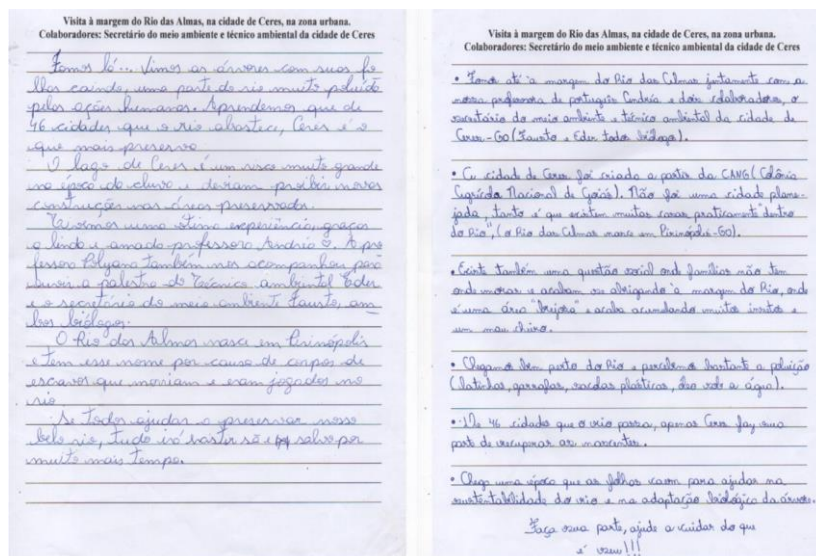 Visita à margem do Rio das Almas, na cidade de Ceres, na zona urbana.
Colaboradores: Secretário do meio ambiente e técnico ambiental da cidade de Ceres
Fomos lá... Vimos as árvores com suas fo
lhas caindo, uma parte do rio muito poluído
pelas ações humanas. Aprendemos que de
46 cidades que o rio abastece, Ceres é o
que mais preserva.
O lago de Ceres é um risco muito grande
na época da chuva e deviam proibir novas
construções nas áreas preservada.
Tivemos uma ótima experiência, graças
a linda e amada professora Andria. A pro
fessora Polyana também nos acompanhou para
ouvir a palestra do Técnico ambiental Eder
e o secretário do meio ambiente Fausto, am-
bos biólogos.
O Rio das Almas nasce em Pirinópolis
e tem esse nome por causa de corpos de
escravos que morriam e eram jogados no
rio.
Se todos ajudar a preservar nosso
belo rio, tudo irá salvo por
muito mais tempo.
Visita à margem do Rio das Almas, na cidade de Ceres, na zona urbana.
Colaboradores: Secretário do meio ambiente e técnico ambiental da cidade de Ceres
• Fomos até à margem do Rio das Almas juntamente com a
nossa professora de português Andria e dois colaboradores, o
secretário do meio ambiente e técnico ambiental da cidade de
Ceres-GO (Fausto e Eder todos biólogo).
• A cidade de Ceres foi criada a partir da CANG (Colônia
Agrícola Nacional de Goiás). Não foi uma cidade plane-
jada, tanto é que existem muitas casas praticamente "dentro
do Rio", (o Rio das Almas nasce em Pirinópolis-GO).
• Existe também uma questão social onde famílias não tem
onde morar e acabam se abrigando à margem do Rio, onde
é uma área "brejosa" e acaba acumulando muitos insetos e
um mau cheiro.
• Chegamos bem perto do Rio e percebemos bastante a poluição
(latinhas, garrafas, sacolas plásticas, óleo sob a água).
• De 46 cidades que o rio passa, apenas Ceres faz sua
parte de recuperar as nascentes.
• Chega uma época que as folhas caem para ajudar na
sustentabilidade do rio e na adaptação biológica da árvore.
Faça sua parte, ajude a cuidar do que
é seu!!!